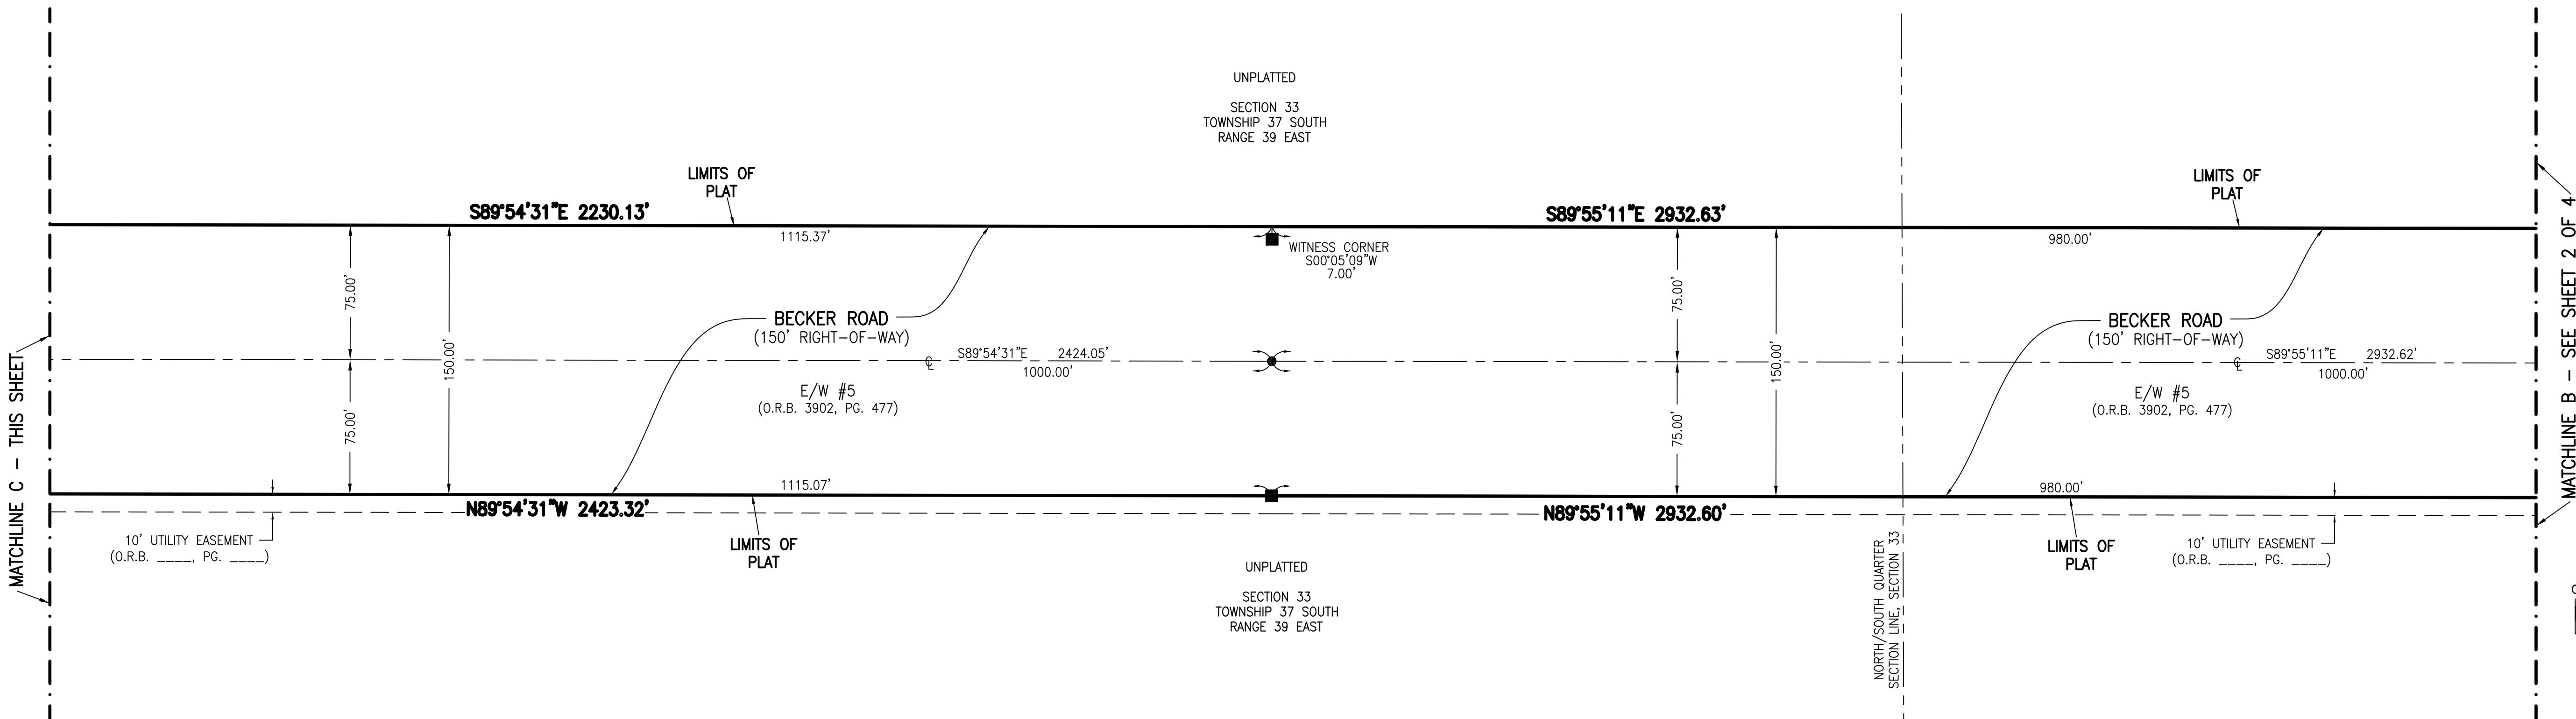 UNPLATTED
SECTION 33
TOWNSHIP 37 SOUTH
RANGE 39 EAST
LIMITS OF
PLAT
LIMITS OF
PLAT
S89°54'31"E 2230.13'
S89°55'11"E 2932.63'
1115.37'
980.00'
WITNESS CORNER
S00°05'09"W
7.00'
75.00'
150.00'
75.00'
75.00'
150.00'
75.00'
BECKER ROAD
(150' RIGHT-OF-WAY)
BECKER ROAD
(150' RIGHT-OF-WAY)
℄ S89°54'31"E 2424.05'
1000.00'
℄ S89°55'11"E 2932.62'
1000.00'
E/W #5
(O.R.B. 3902, PG. 477)
E/W #5
(O.R.B. 3902, PG. 477)
1115.07'
980.00'
N89°54'31"W 2423.32'
N89°55'11"W 2932.60'
10' UTILITY EASEMENT
(O.R.B. ____, PG. ____)
LIMITS OF
PLAT
LIMITS OF
PLAT
10' UTILITY EASEMENT
(O.R.B. ____, PG. ____)
UNPLATTED
SECTION 33
TOWNSHIP 37 SOUTH
RANGE 39 EAST
NORTH/SOUTH QUARTER
SECTION LINE, SECTION 33
MATCHLINE C - THIS SHEET
MATCHLINE B - SEE SHEET 2 OF 4